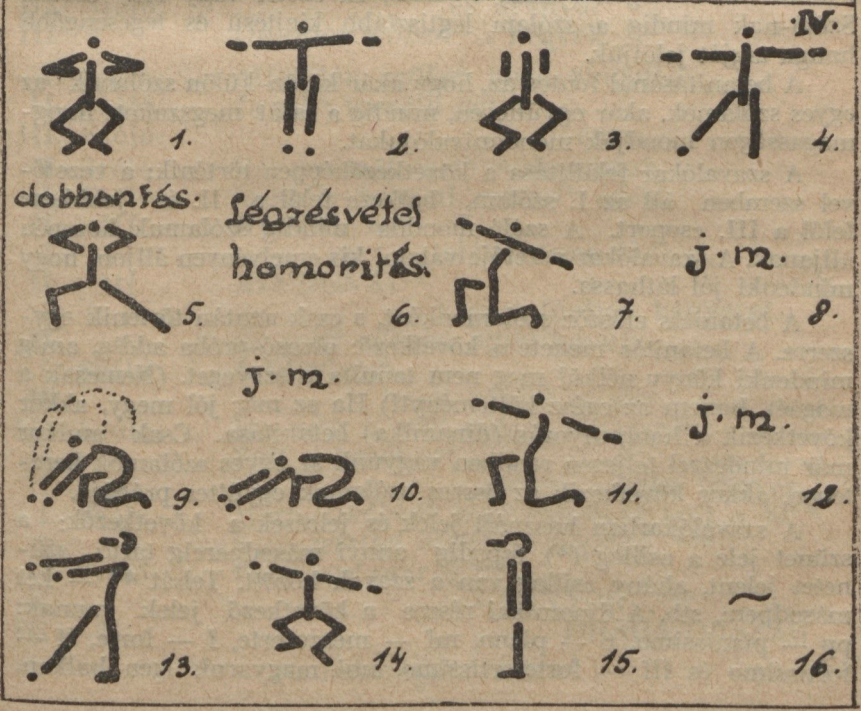 IV.
1. 2. 3. 4.
dobbantás. légzésvétel
homorítás.
j. m.
5. 6. 7. 8.
j. m.
j. m.
9. 10. 11. 12.
~
13. 14. 15. 16.